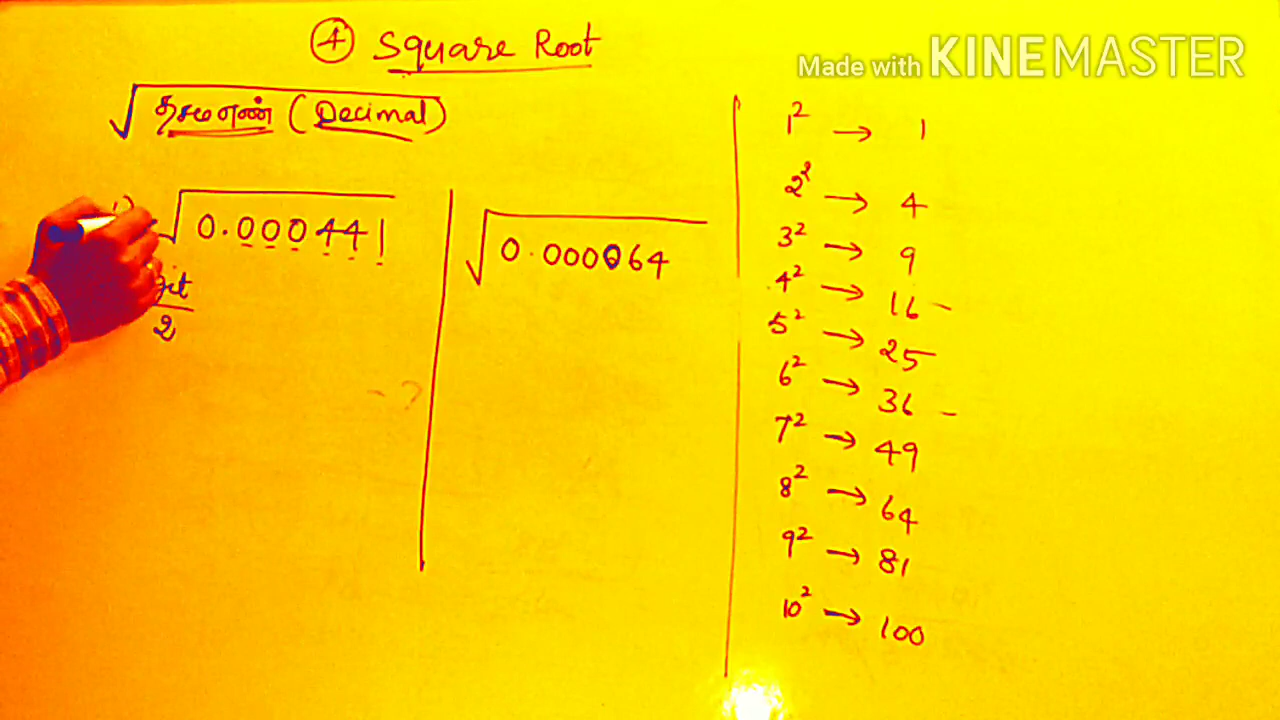 ④ Square Root
Made with KINEMASTER
√தசமஎண் (Decimal)
√0.000441
2
√0.000064
1² → 1
2² → 4
3² → 9
4² → 16
5² → 25
6² → 36
7² → 49
8² → 64
9² → 81
10² → 100